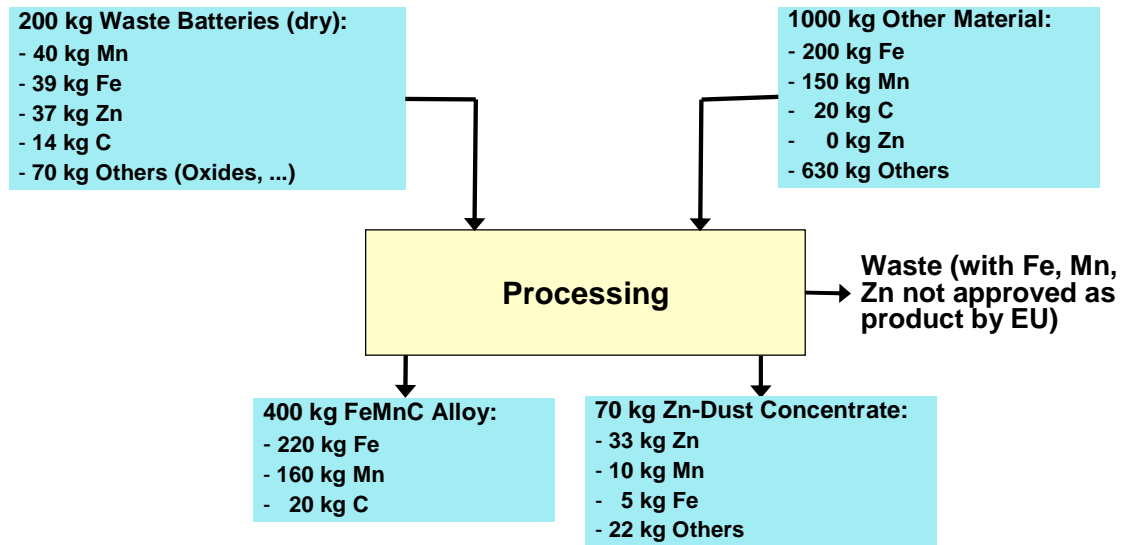 200 kg Waste Batteries (dry):
- 40 kg Mn
- 39 kg Fe
- 37 kg Zn
- 14 kg C
- 70 kg Others (Oxides, ...)
1000 kg Other Material:
- 200 kg Fe
- 150 kg Mn
- 20 kg C
- 0 kg Zn
- 630 kg Others
Processing
Waste (with Fe, Mn,
Zn not approved as
product by EU)
400 kg FeMnC Alloy:
- 220 kg Fe
- 160 kg Mn
- 20 kg C
70 kg Zn-Dust Concentrate:
- 33 kg Zn
- 10 kg Mn
- 5 kg Fe
- 22 kg Others